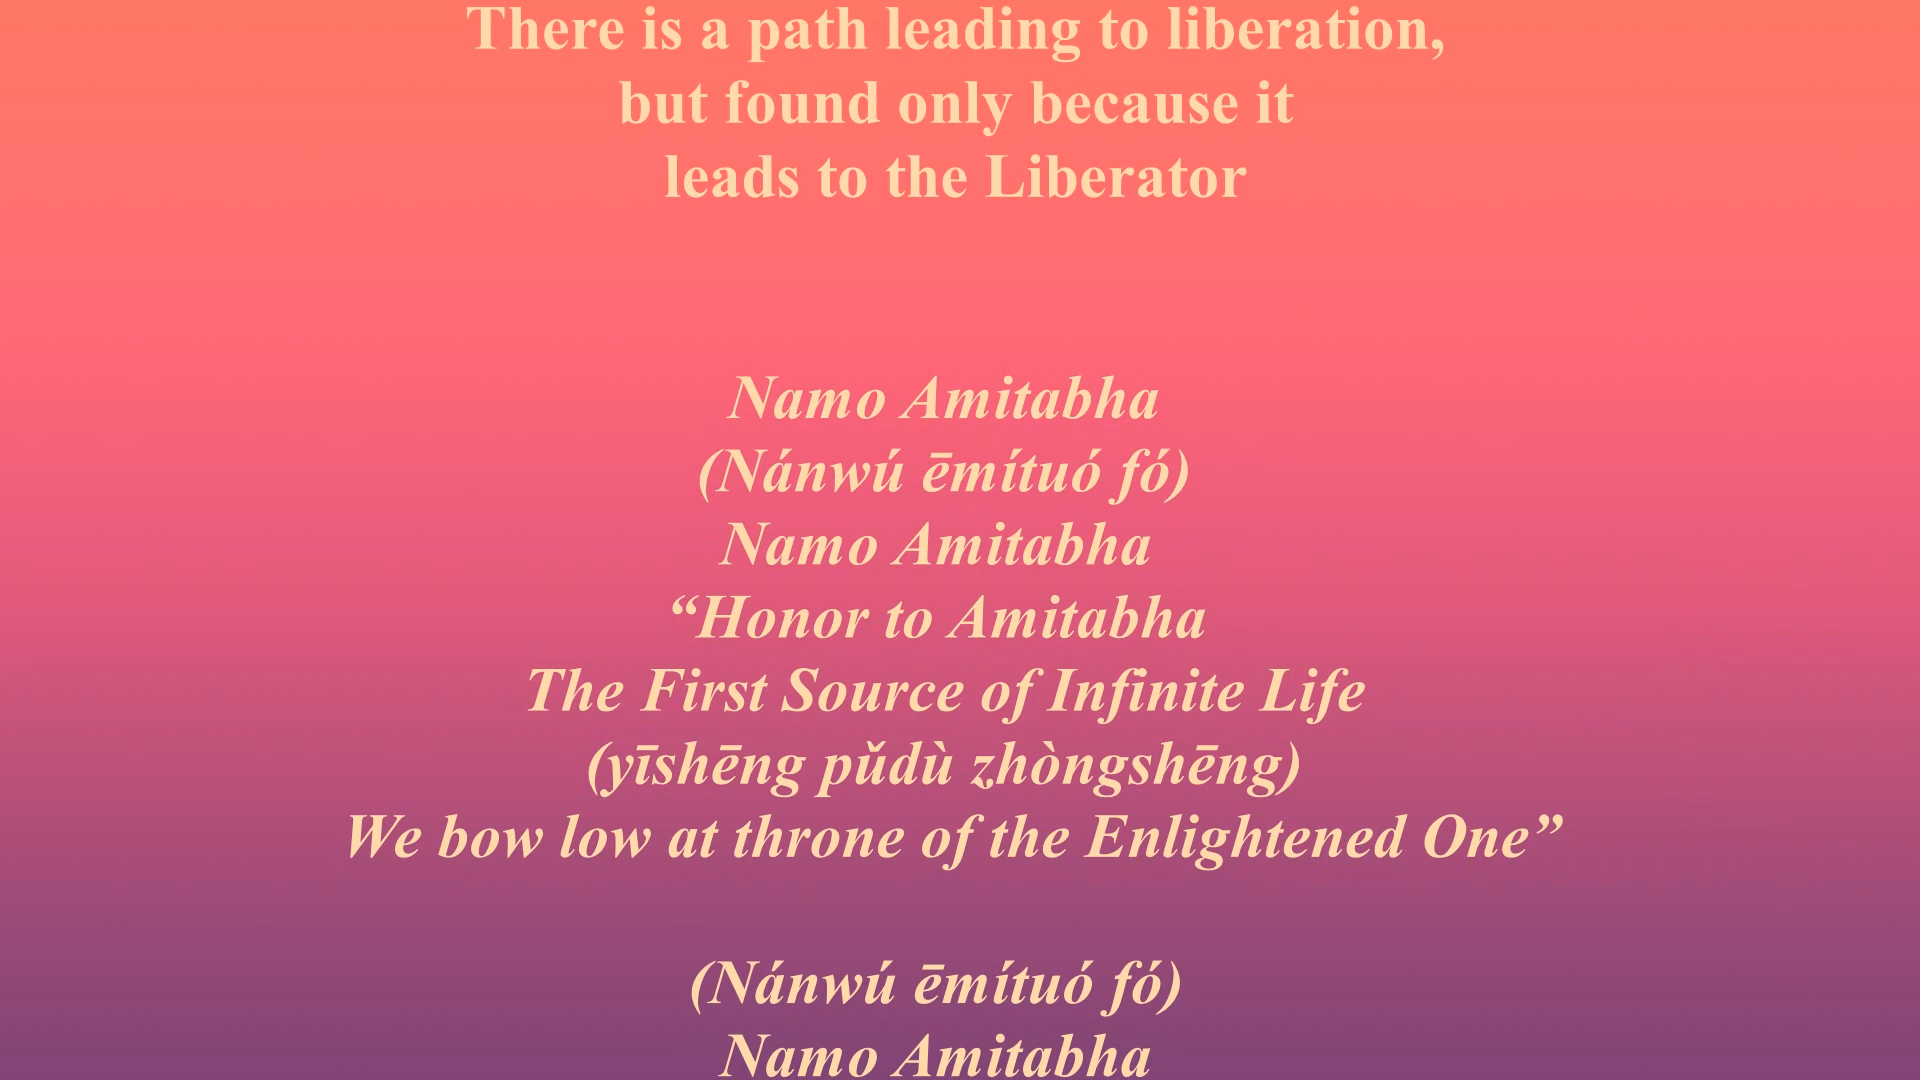 There is a path leading to liberation,
but found only because it
leads to the Liberator
Namo Amitabha
(Nánwú ēmítuó fó)
Namo Amitabha
“Honor to Amitabha
The First Source of Infinite Life
(yīshēng pǔdù zhòngshēng)
We bow low at throne of the Enlightened One”
(Nánwú ēmítuó fó)
Namo Amitabha